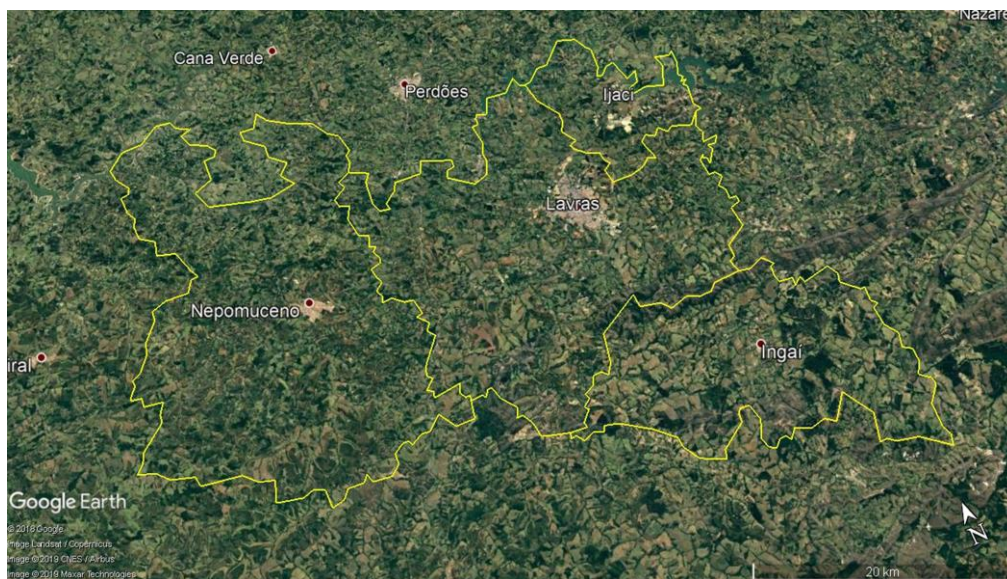 Nazare
Cana Verde
Perdões
Ijaci
Lavras
Nepomuceno
iral
Ingaí
Google Earth
© 2018 Google
Image Landsat / Copernicus
Image © 2019 CNES / Airbus
Image © 2019 Maxar Technologies
N
20 km